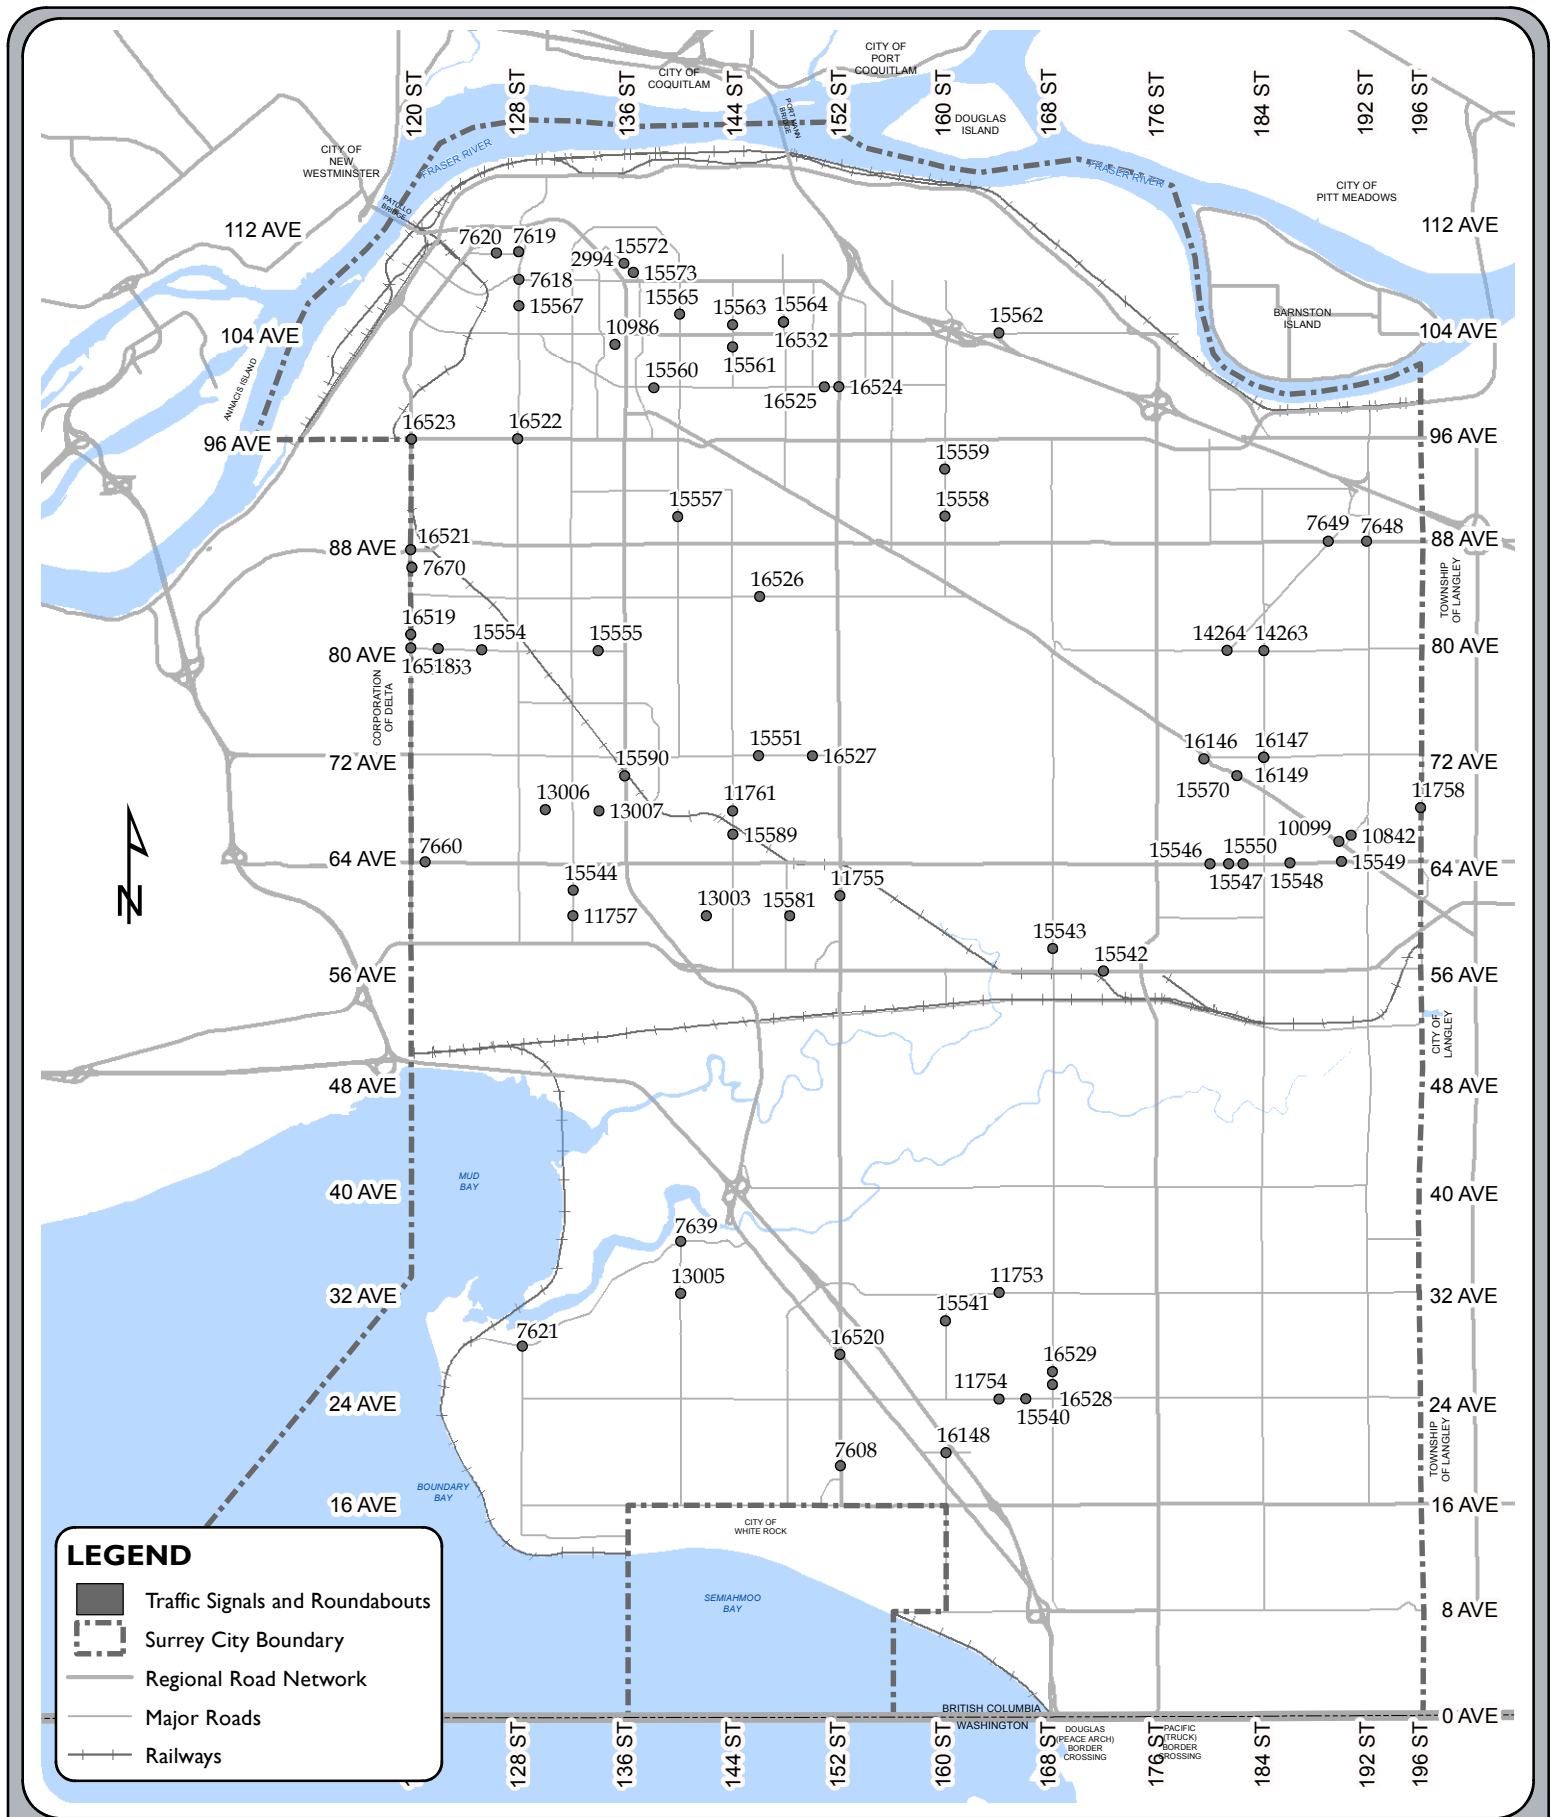 CITY OF
PORT
COQUITLAM
CITY OF
COQUITLAM
120 ST
128 ST
136 ST
144 ST
PORT MANN
BRIDGE
152 ST
160 ST
DOUGLAS
ISLAND
168 ST
176 ST
184 ST
192 ST
196 ST
CITY OF
NEW
WESTMINSTER
FRASER RIVER
FRASER RIVER
CITY OF
PITT MEADOWS
PATULLO
BRIDGE
112 AVE
112 AVE
7620
7619
15572
2994
15573
7618
15567
15565
15563
15564
10986
16532
15562
BARNSTON
ISLAND
104 AVE
104 AVE
15561
15560
16525
16524
ANNACIS ISLAND
16523
16522
96 AVE
96 AVE
15559
15557
15558
7649
7648
16521
88 AVE
88 AVE
7670
16526
TOWNSHIP
OF LANGLEY
16519
15554
15555
14264
14263
80 AVE
80 AVE
16518
53
CORPORATION
OF DELTA
15551
16527
16146
16147
72 AVE
72 AVE
15590
16149
15570
11758
13006
13007
11761
15589
10099
10842
7660
64 AVE
15546
15550
15549
64 AVE
15547
15548
15544
11755
11757
13003
15581
15543
15542
56 AVE
56 AVE
CITY OF
LANGLEY
48 AVE
48 AVE
MUD
BAY
40 AVE
40 AVE
7639
13005
11753
32 AVE
32 AVE
15541
7621
16520
16529
11754
16528
24 AVE
24 AVE
15540
16148
7608
TOWNSHIP
OF LANGLEY
BOUNDARY
BAY
16 AVE
16 AVE
CITY OF
WHITE ROCK
LEGEND
Traffic Signals and Roundabouts
Surrey City Boundary
Regional Road Network
Major Roads
Railways
SEMIAHMOO
BAY
8 AVE
BRITISH COLUMBIA
WASHINGTON
0 AVE
128 ST
136 ST
144 ST
152 ST
160 ST
168 ST
DOUGLAS
(PEACE ARCH)
BORDER
CROSSING
176 ST
PACIFIC
(TRUCK)
BORDER
CROSSING
184 ST
192 ST
196 ST
N